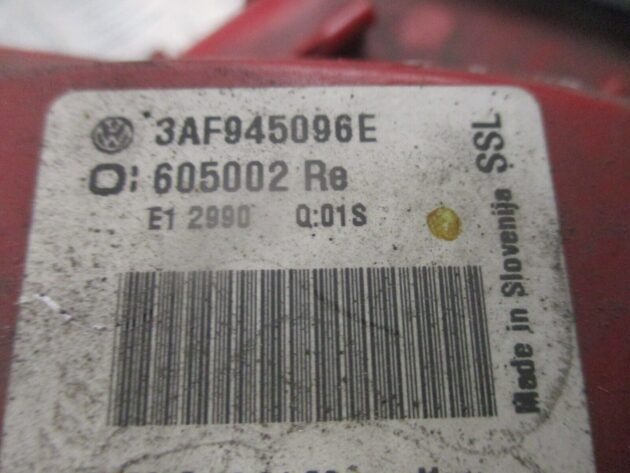 3AF945096E
O: 605002 Re
E1 2990 Q:01S
Made in Slovenija SSL